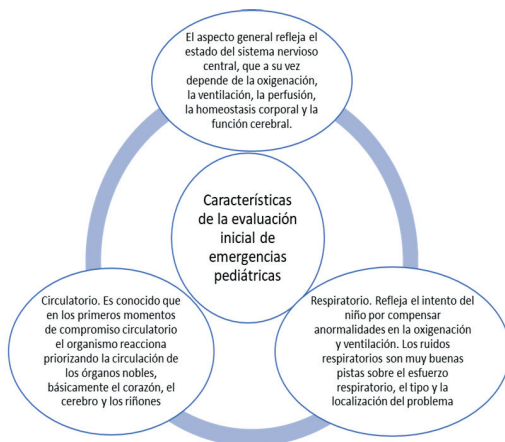 El aspecto general refleja el
estado del sistema nervioso
central, que a su vez
depende de la oxigenación,
la ventilación, la perfusión,
la homeostasis corporal y la
función cerebral.
Características
de la evaluación
inicial de
emergencias
pediátricas
Circulatorio. Es conocido que
en los primeros momentos
de compromiso circulatorio
el organismo reacciona
priorizando la circulación de
los órganos nobles,
básicamente el corazón, el
cerebro y los riñones
Respiratorio. Refleja el intento del
niño por compensar
anormalidades en la oxigenación
y ventilación. Los ruidos
respiratorios son muy buenas
pistas sobre el esfuerzo
respiratorio, el tipo y la
localización del problema